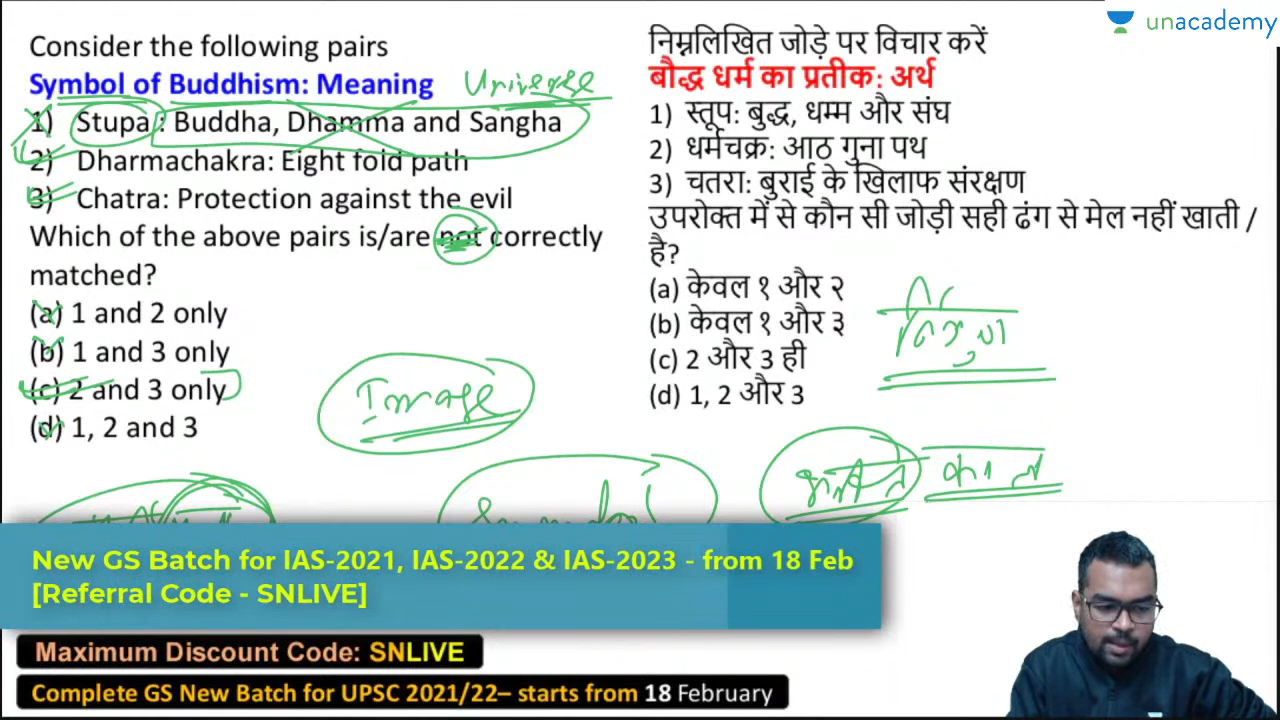 unacademy
Consider the following pairs
Symbol of Buddhism: Meaning
Universe
1) Stupa : Buddha, Dhamma and Sangha
2) Dharmachakra: Eight fold path
3) Chatra: Protection against the evil
Which of the above pairs is/are not correctly
matched?
(a) 1 and 2 only
(b) 1 and 3 only
(c) 2 and 3 only
(d) 1, 2 and 3
Image
निम्नलिखित जोड़े पर विचार करें
बौद्ध धर्म का प्रतीक: अर्थ
1) स्तूप: बुद्ध, धम्म और संघ
2) धर्मचक्र: आठ गुना पथ
3) चतरा: बुराई के खिलाफ संरक्षण
उपरोक्त में से कौन सी जोड़ी सही ढंग से मेल नहीं खाती /
है?
(a) केवल १ और २
(b) केवल १ और ३
(c) 2 और 3 ही
(d) 1, 2 और 3
New GS Batch for IAS-2021, IAS-2022 & IAS-2023 - from 18 Feb
[Referral Code - SNLIVE]
Maximum Discount Code: SNLIVE
Complete GS New Batch for UPSC 2021/22– starts from 18 February